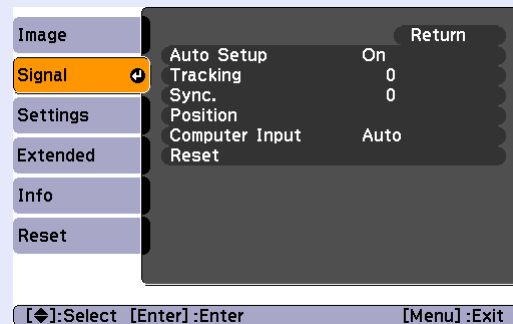 Image
Signal
Settings
Extended
Info
Reset
Return
Auto Setup On
Tracking 0
Sync. 0
Position
Computer Input Auto
Reset
[◆]:Select [Enter]:Enter [Menu]:Exit